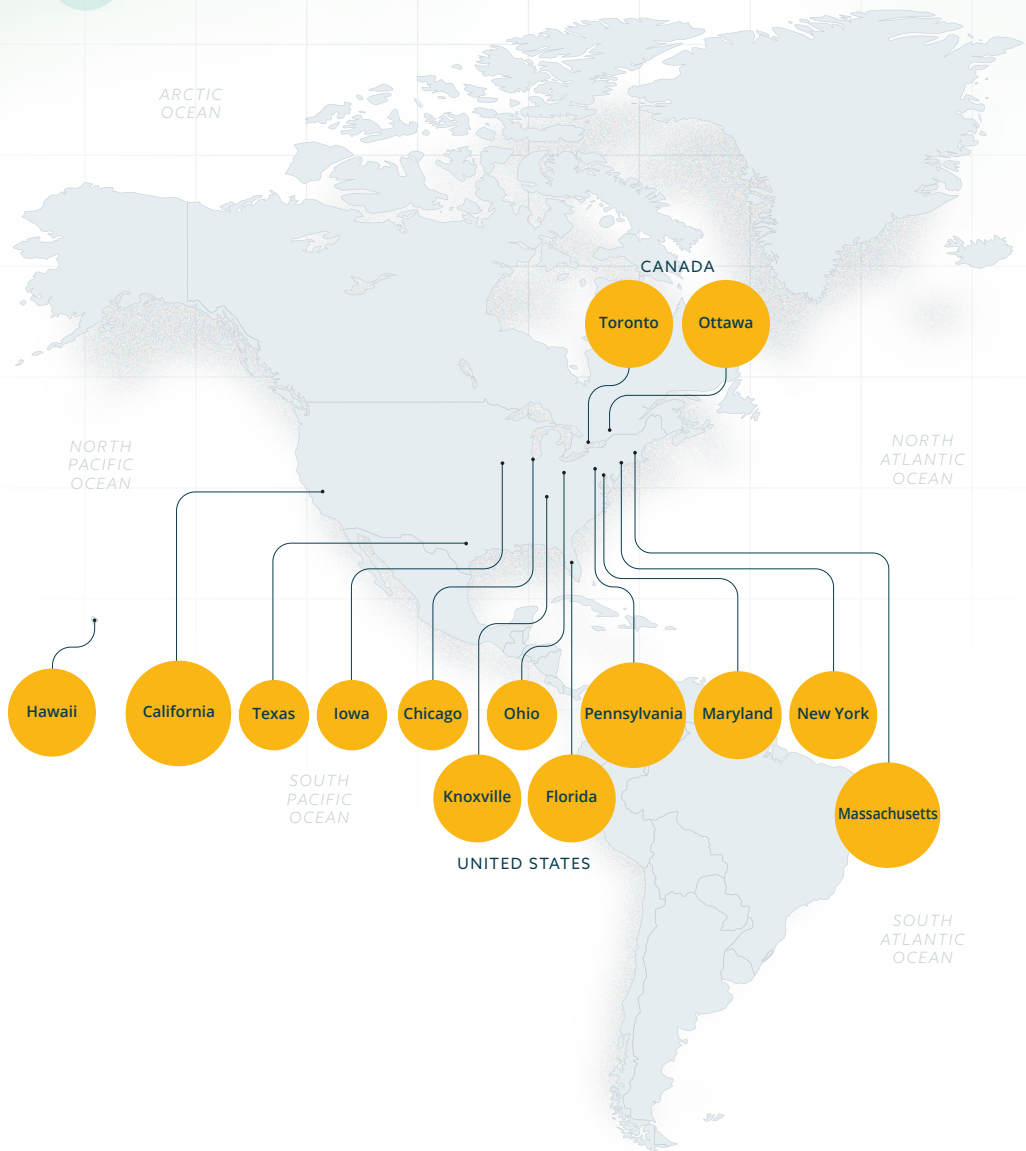 ARCTIC
OCEAN
CANADA
Toronto
Ottawa
NORTH
PACIFIC
OCEAN
NORTH
ATLANTIC
OCEAN
Hawaii
California
Texas
Iowa
Chicago
Ohio
Pennsylvania
Maryland
New York
Knoxville
Florida
Massachusetts
SOUTH
PACIFIC
OCEAN
UNITED STATES
SOUTH
ATLANTIC
OCEAN